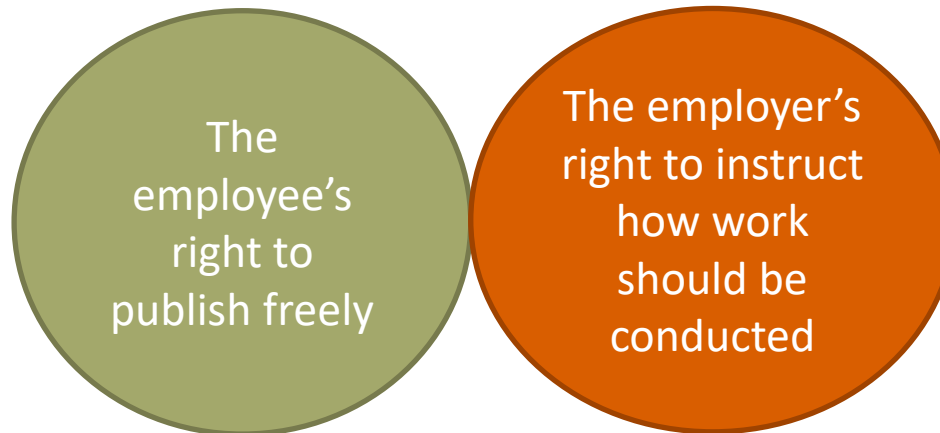 The
employee’s
right to
publish freely
The employer’s
right to instruct
how work
should be
conducted